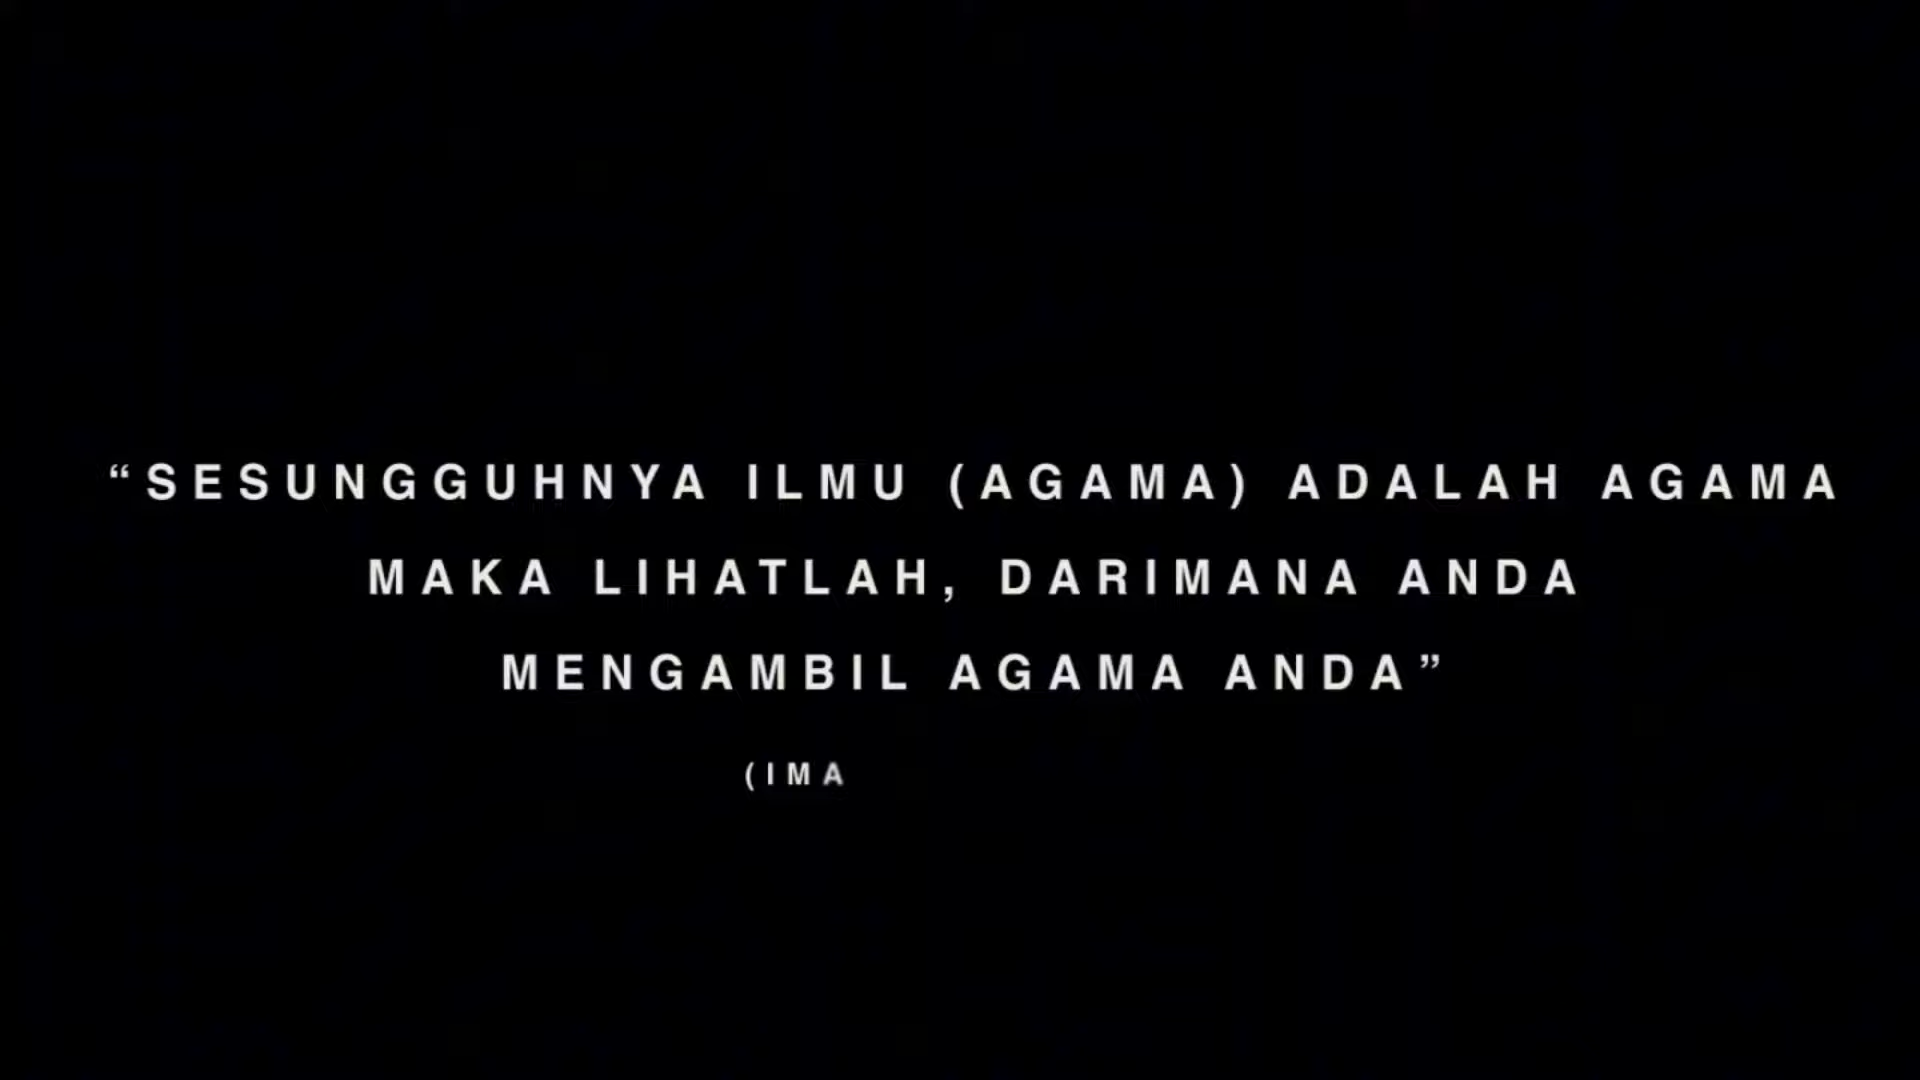 “SESUNGGUHNYA ILMU (AGAMA) ADALAH AGAMA
MAKA LIHATLAH, DARIMANA ANDA
MENGAMBIL AGAMA ANDA”
(IMA